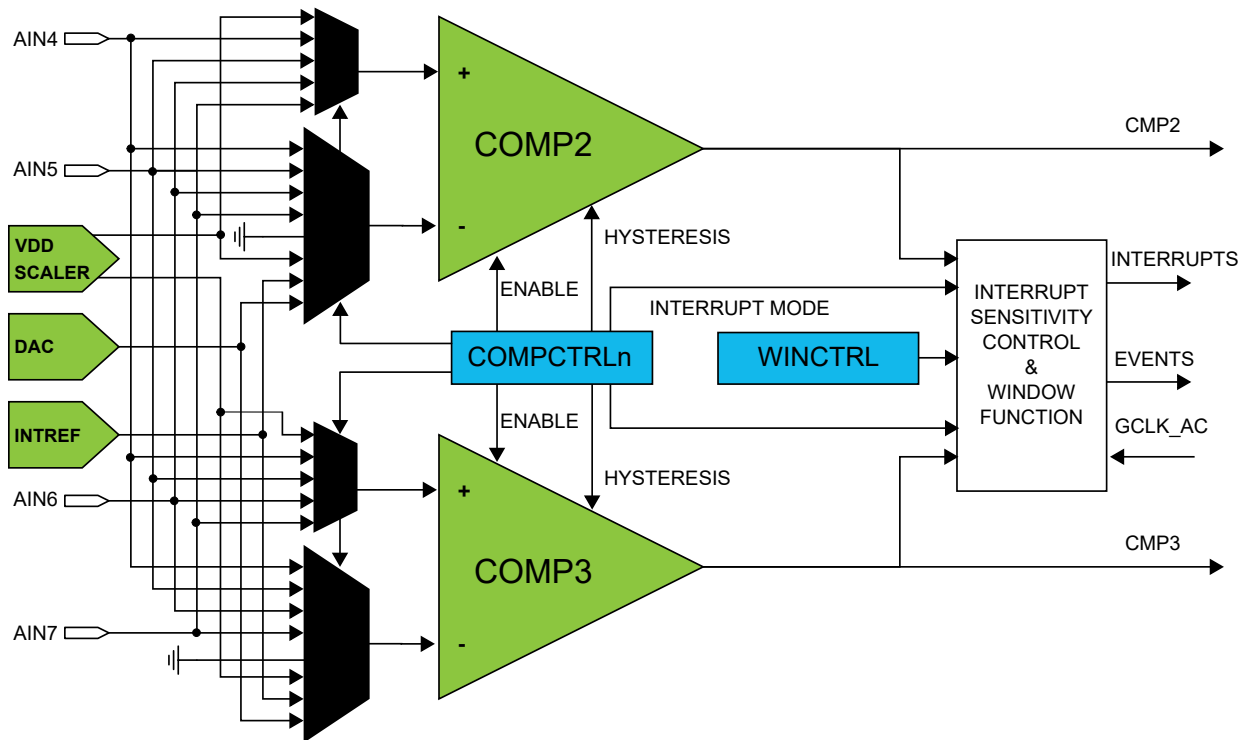 AIN4
+
COMP2
-
CMP2
AIN5
HYSTERESIS
VDD
SCALER
ENABLE
INTERRUPT MODE
INTERRUPTS
INTERRUPT
SENSITIVITY
CONTROL
&
WINDOW
FUNCTION
DAC
COMPCTRLn
WINCTRL
EVENTS
ENABLE
GCLK_AC
INTREF
HYSTERESIS
AIN6
+
COMP3
-
CMP3
AIN7